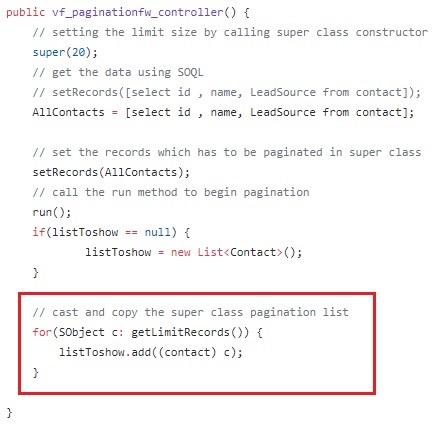 public vf_paginationfw_controller() {
// setting the limit size by calling super class constructor
super(20);
// get the data using SOQL
// setRecords([select id , name, LeadSource from contact]);
AllContacts = [select id , name, LeadSource from contact];
// set the records which has to be paginated in super class
setRecords(AllContacts);
// call the run method to begin pagination
run();
if(listToshow == null) {
listToshow = new List<Contact>();
}
// cast and copy the super class pagination list
for(SObject c: getLimitRecords()) {
listToshow.add((contact) c);
}
}